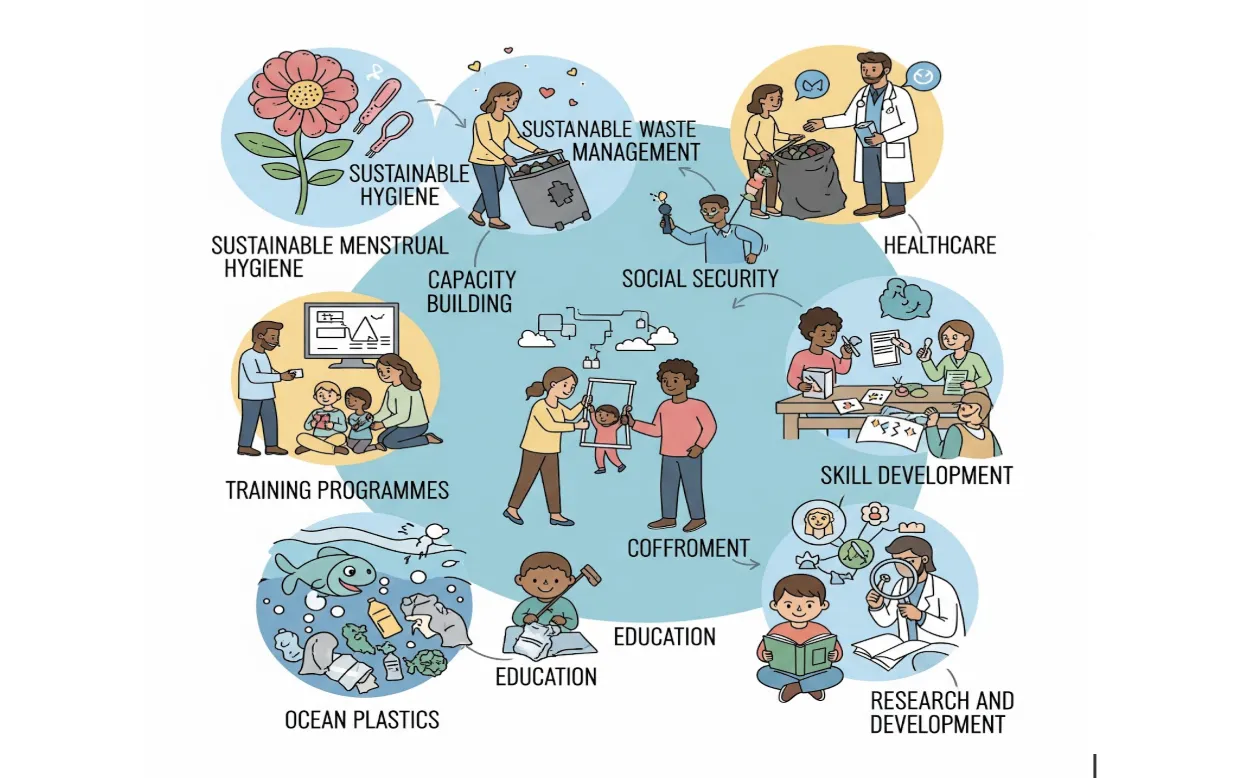 SUSTANABLE WASTE
MANAGEMENT
SUSTAINABLE
HYGIENE
SUSTAINABLE MENSTRUAL
HYGIENE
HEALTHCARE
CAPACITY
BUILDING
SOCIAL SECURITY
TRAINING PROGRAMMES
SKILL DEVELOPMENT
COFFROMENT
EDUCATION
EDUCATION
OCEAN PLASTICS
RESEARCH AND
DEVELOPMENT